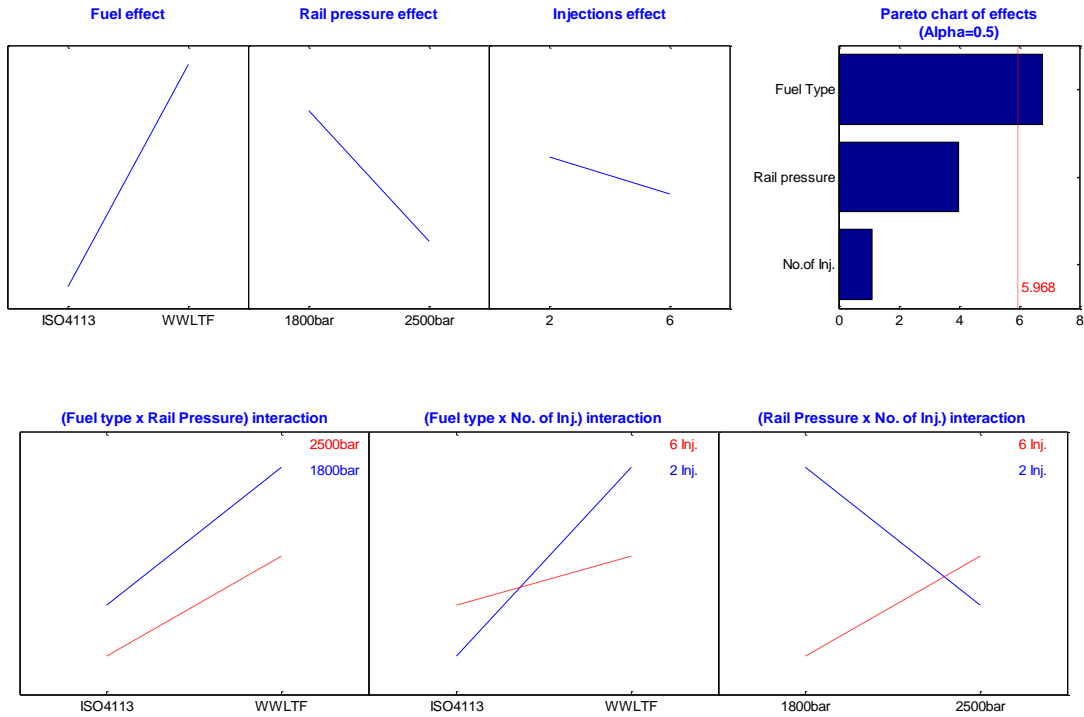 Fuel effect
Rail pressure effect
Injections effect
Pareto chart of effects
(Alpha=0.5)
Fuel Type
Rail pressure
No.of Inj.
5.968
ISO4113
WWLTF
1800bar
2500bar
2
6
0
2
4
6
8
(Fuel type x Rail Pressure) interaction
(Fuel type x No. of Inj.) interaction
(Rail Pressure x No. of Inj.) interaction
2500bar
1800bar
6 Inj.
2 Inj.
6 Inj.
2 Inj.
ISO4113
WWLTF
ISO4113
WWLTF
1800bar
2500bar